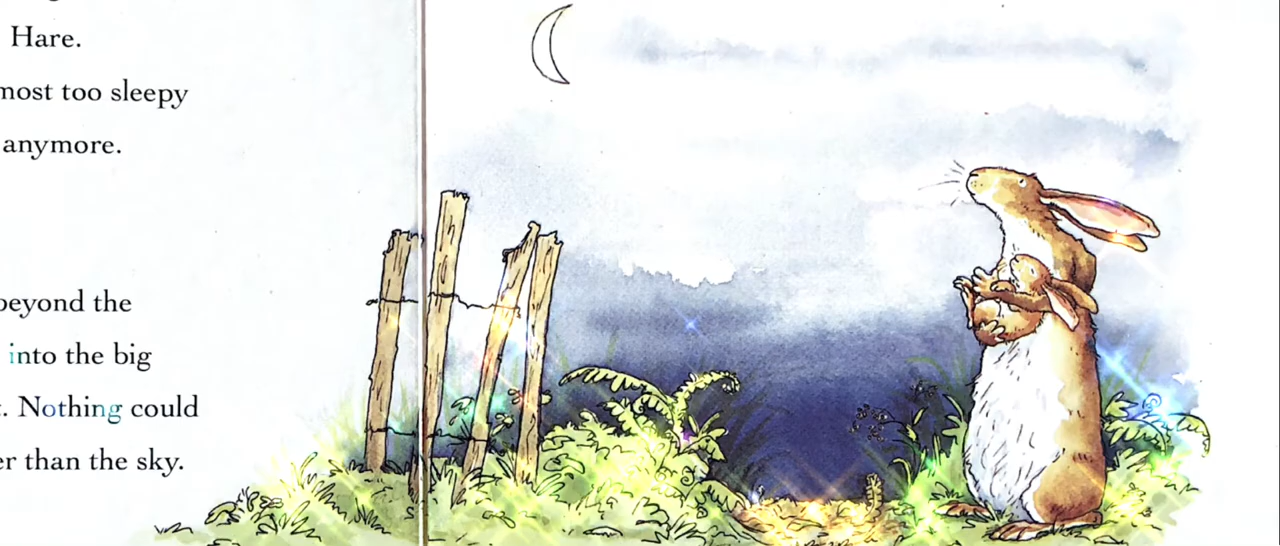 Hare.
most too sleepy
anymore.
beyond the
into the big
. Nothing could
er than the sky.